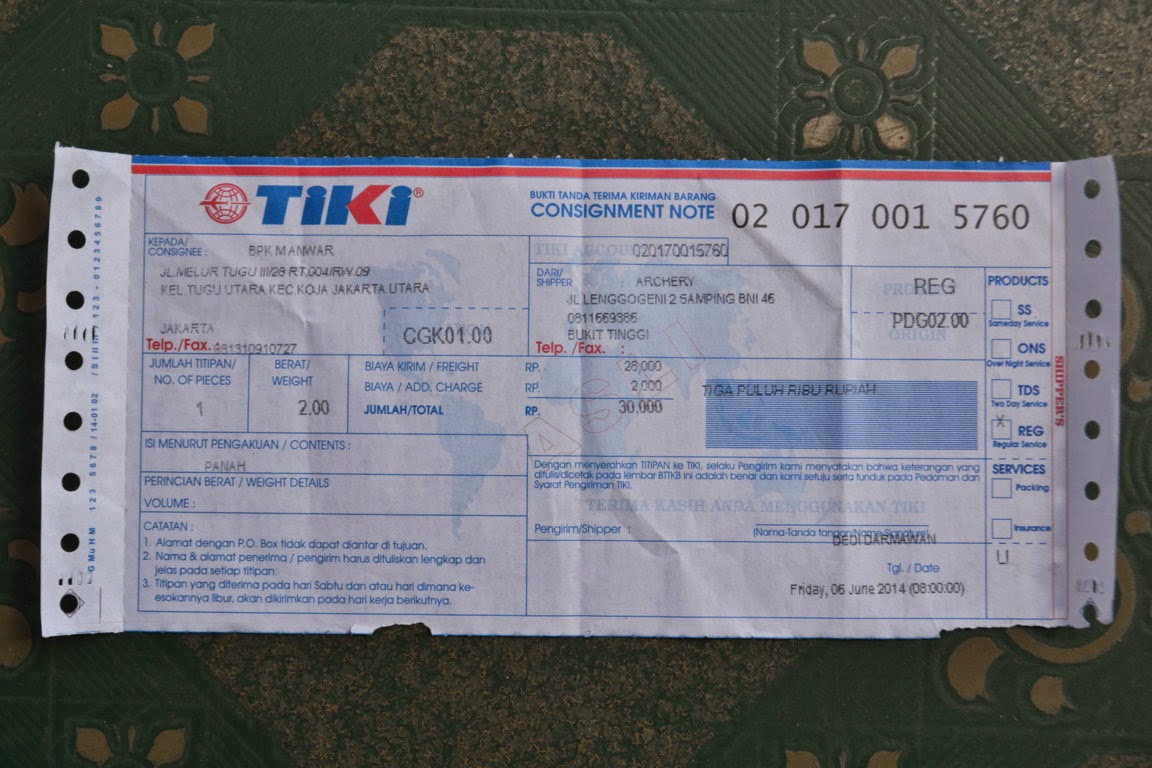 TIKI®
BUKTI TANDA TERIMA KIRIMAN BARANG
CONSIGNMENT NOTE
02 017 001 5760
KEPADA/
CONSIGNEE : BPK MANWAR
JL.MELUR TUGU III/28 RT.004/RW.09
KEL.TUGU UTARA KEC.KOJA JAKARTA UTARA
JAKARTA
Telp./Fax. : 081310910727
CGK01.00
020170015760
DARI/
SHIPPER : ARCHERY
JL LENGGOGENI 2 SAMPING BNI 46
BUKIT TINGGI
Telp. /Fax. :
REG
PDG02.00
ORIGIN
JUMLAH TITIPAN/
NO. OF PIECES
1
BERAT/
WEIGHT
2.00
BIAYA KIRIM / FREIGHT RP. 28,000
BIAYA / ADD. CHARGE RP. 2,000
JUMLAH/TOTAL RP. 30,000
TIGA PULUH RIBU RUPIAH
ASLI
ISI MENURUT PENGAKUAN / CONTENTS :
PANAH
PERINCIAN BERAT / WEIGHT DETAILS
VOLUME :
CATATAN :
1. Alamat dengan P.O. Box tidak dapat diantar di tujuan.
2. Nama & alamat penerima / pengirim harus dituliskan lengkap dan
jelas pada setiap titipan.
3. Titipan yang diterima pada hari Sabtu dan atau hari dimana ke-
esokannya libur, akan dikirimkan pada hari kerja berikutnya.
Dengan menyerahkan TITIPAN ke TIKI, selaku Pengirim kami menyatakan bahwa keterangan yang
ditulis/dicetak pada lembar BTTKB ini adalah benar dan kami setuju serta tunduk pada Pedoman dan
Syarat Pengiriman TIKI.
TERIMA KASIH ANDA MENGGUNAKAN TIKI
Pengirim/Shipper :
(Nama-Tanda tangan/Name-Signature)
DEDI DARMAWAN
Tgl. / Date
Friday, 06 June 2014 (08:00:00)
PRODUCTS
SS
Sameday Service
ONS
Over Night Service
TDS
Two Day Service
X REG
Regular Service
SERVICES
Packing
Insurance
U
SHIPPER'S